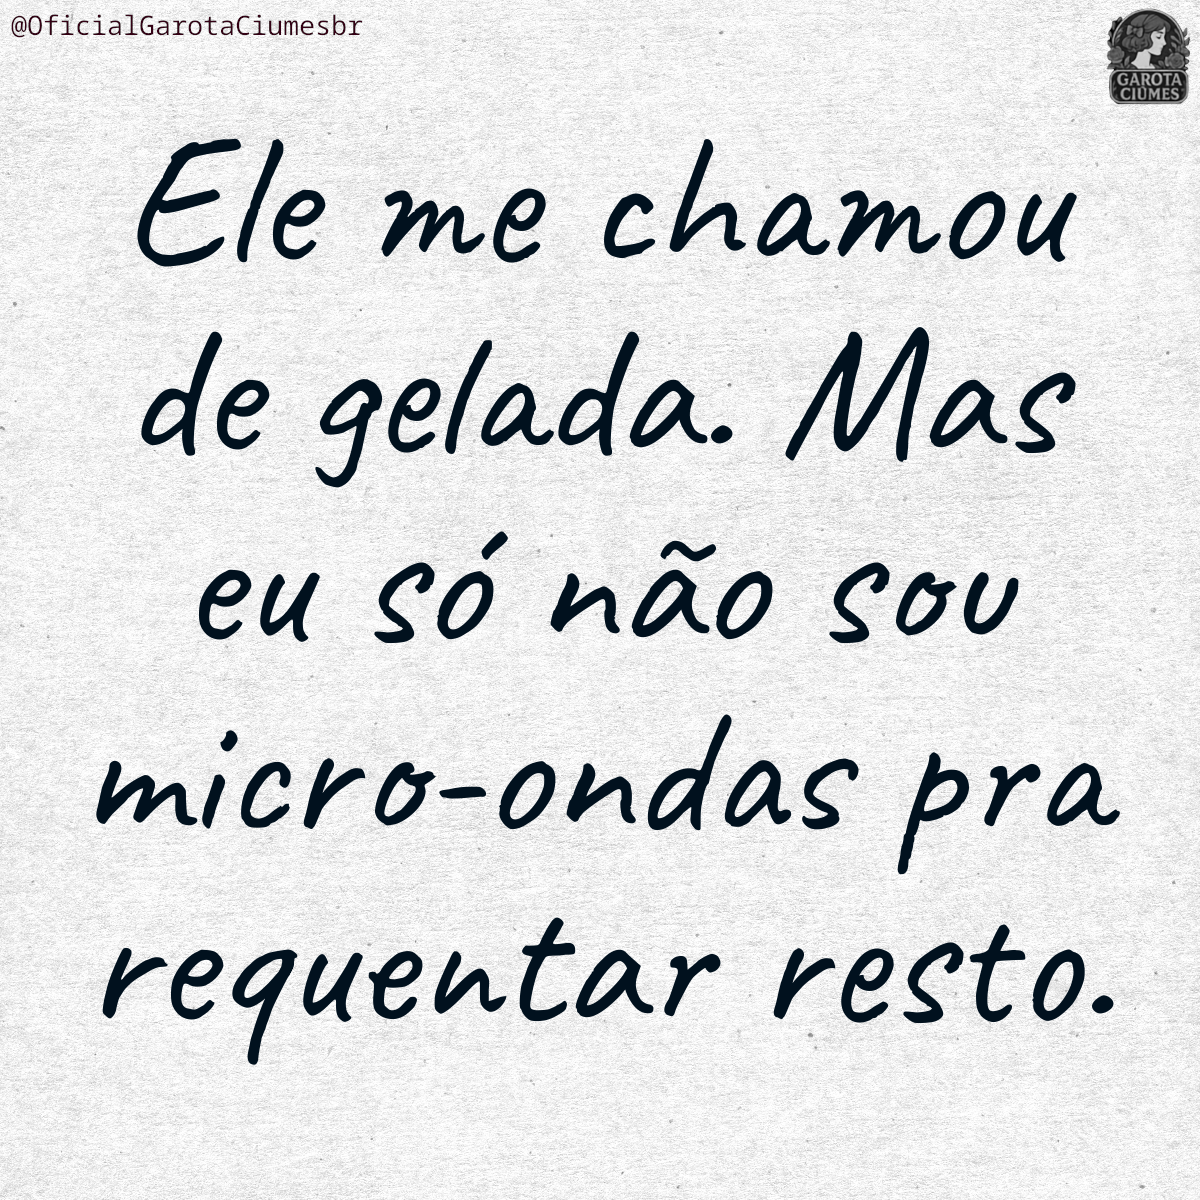 @OficialGarotaCiumesbr
GAROTA
CIÚMES
Ele me chamou
de gelada. Mas
eu só não sou
micro-ondas pra
requentar resto.